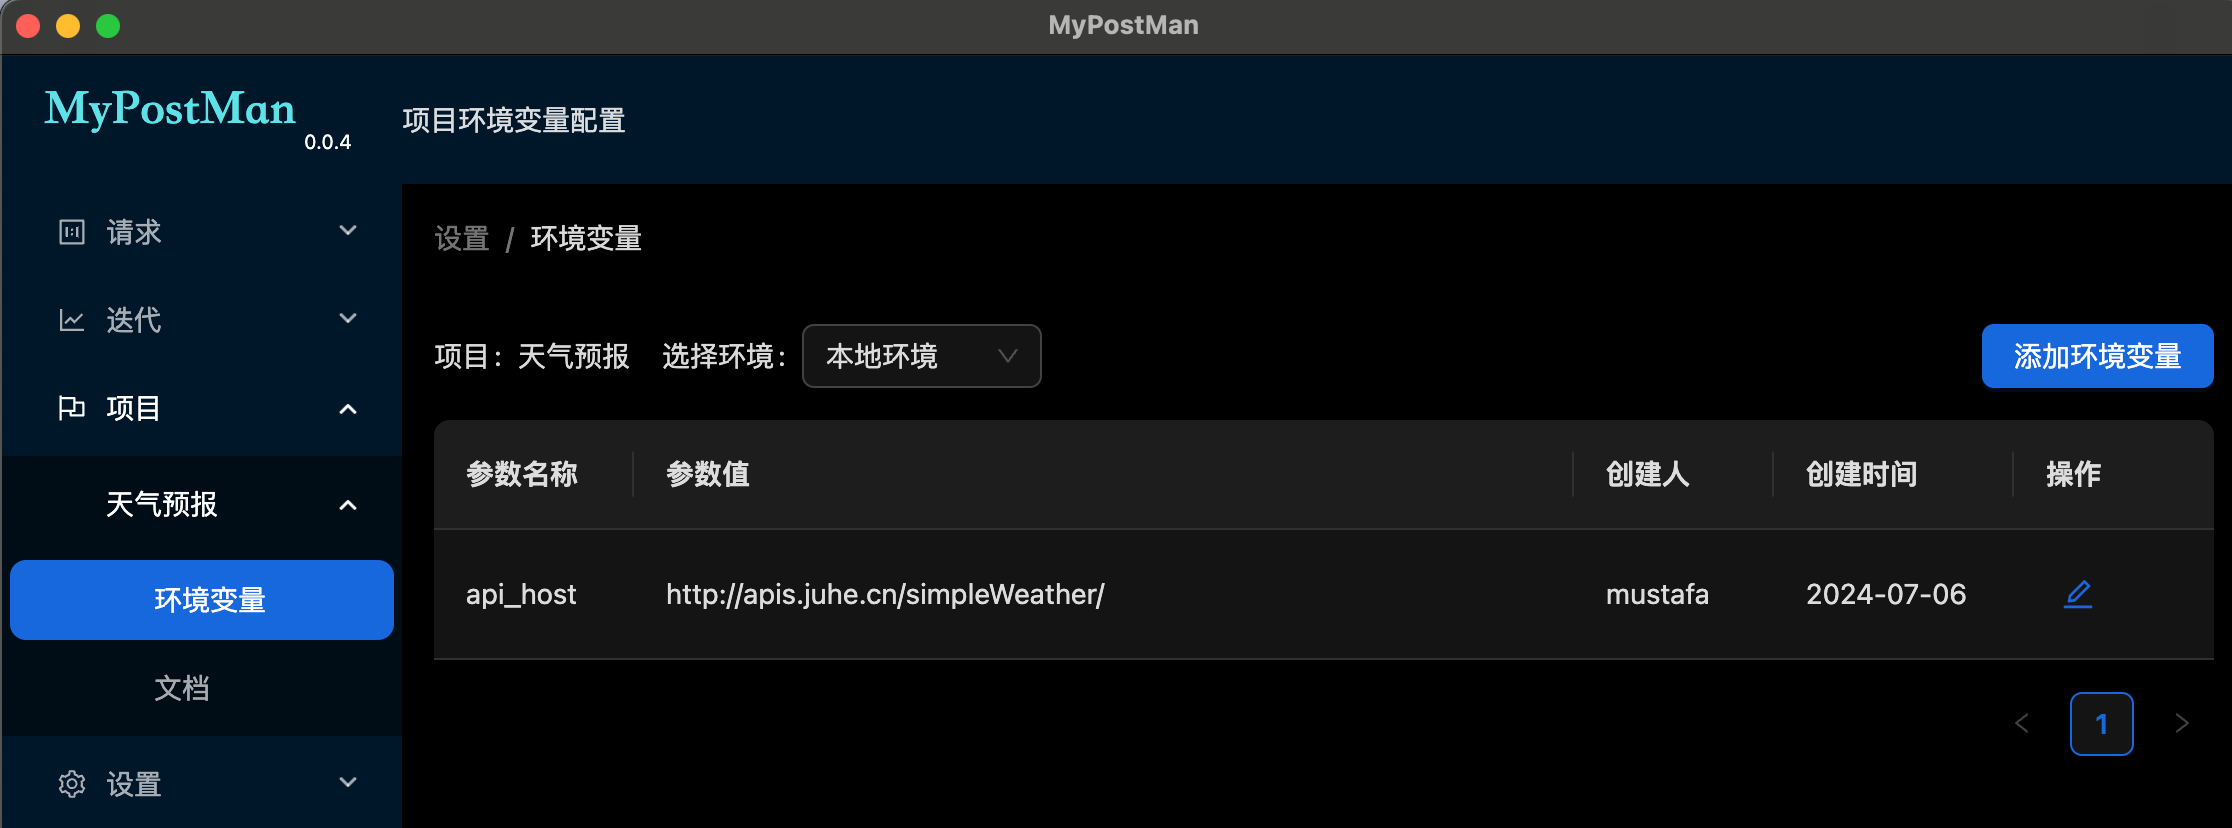 MyPostMan
MyPostMan
0.0.4
项目环境变量配置
请求
迭代
项目
天气预报
环境变量
文档
设置
设置 / 环境变量
项目：天气预报 选择环境： 本地环境
添加环境变量
参数名称 参数值 创建人 创建时间 操作
api_host http://apis.juhe.cn/simpleWeather/ mustafa 2024-07-06
1